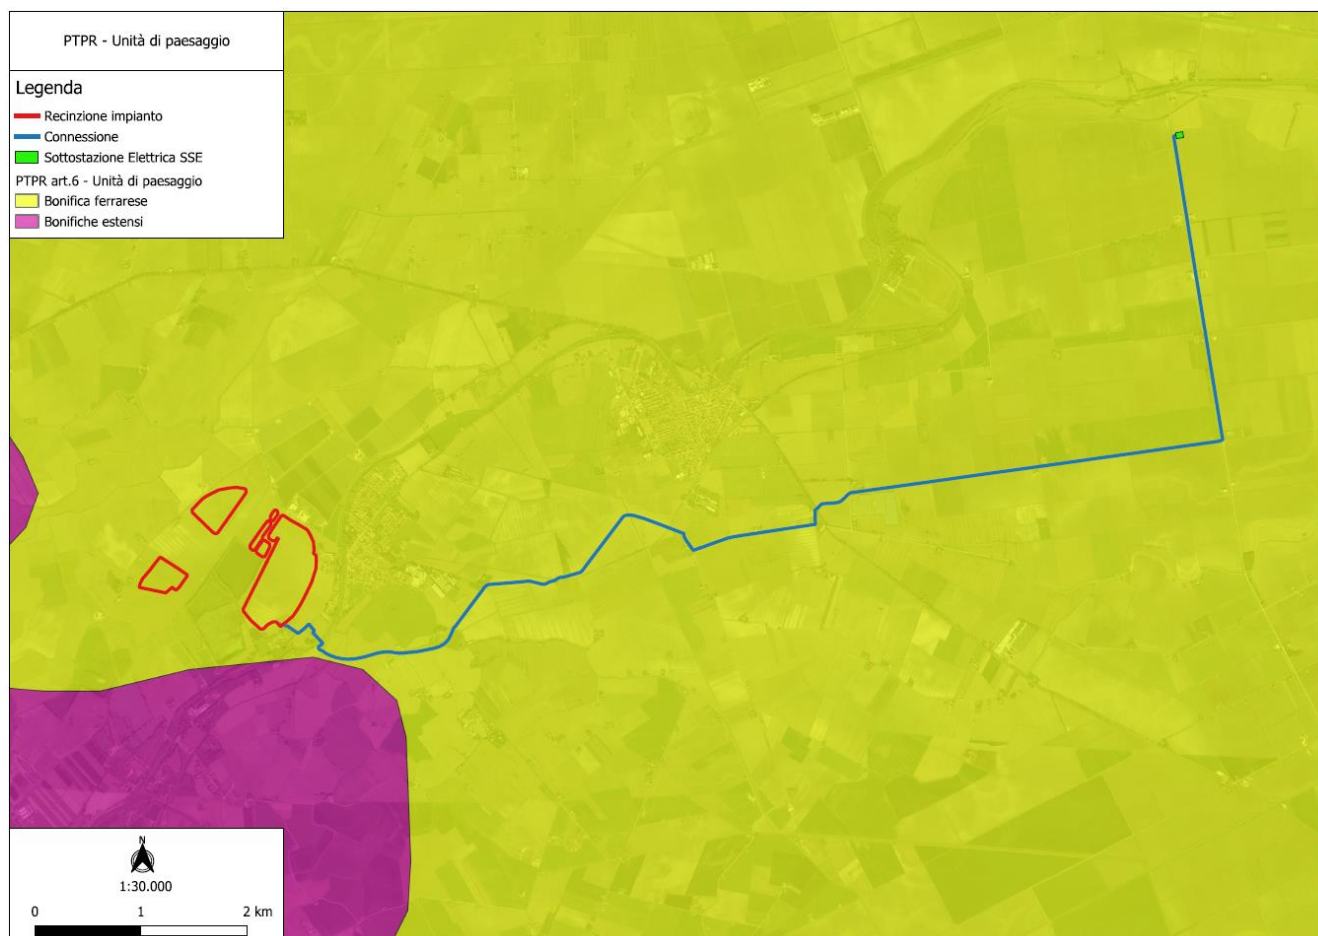 PTPR - Unità di paesaggio
Legenda
Recinzione impianto
Connessione
Sottostazione Elettrica SSE
PTPR art.6 - Unità di paesaggio
Bonifica ferrarese
Bonifiche estensi
N
1:30.000
0 1 2 km